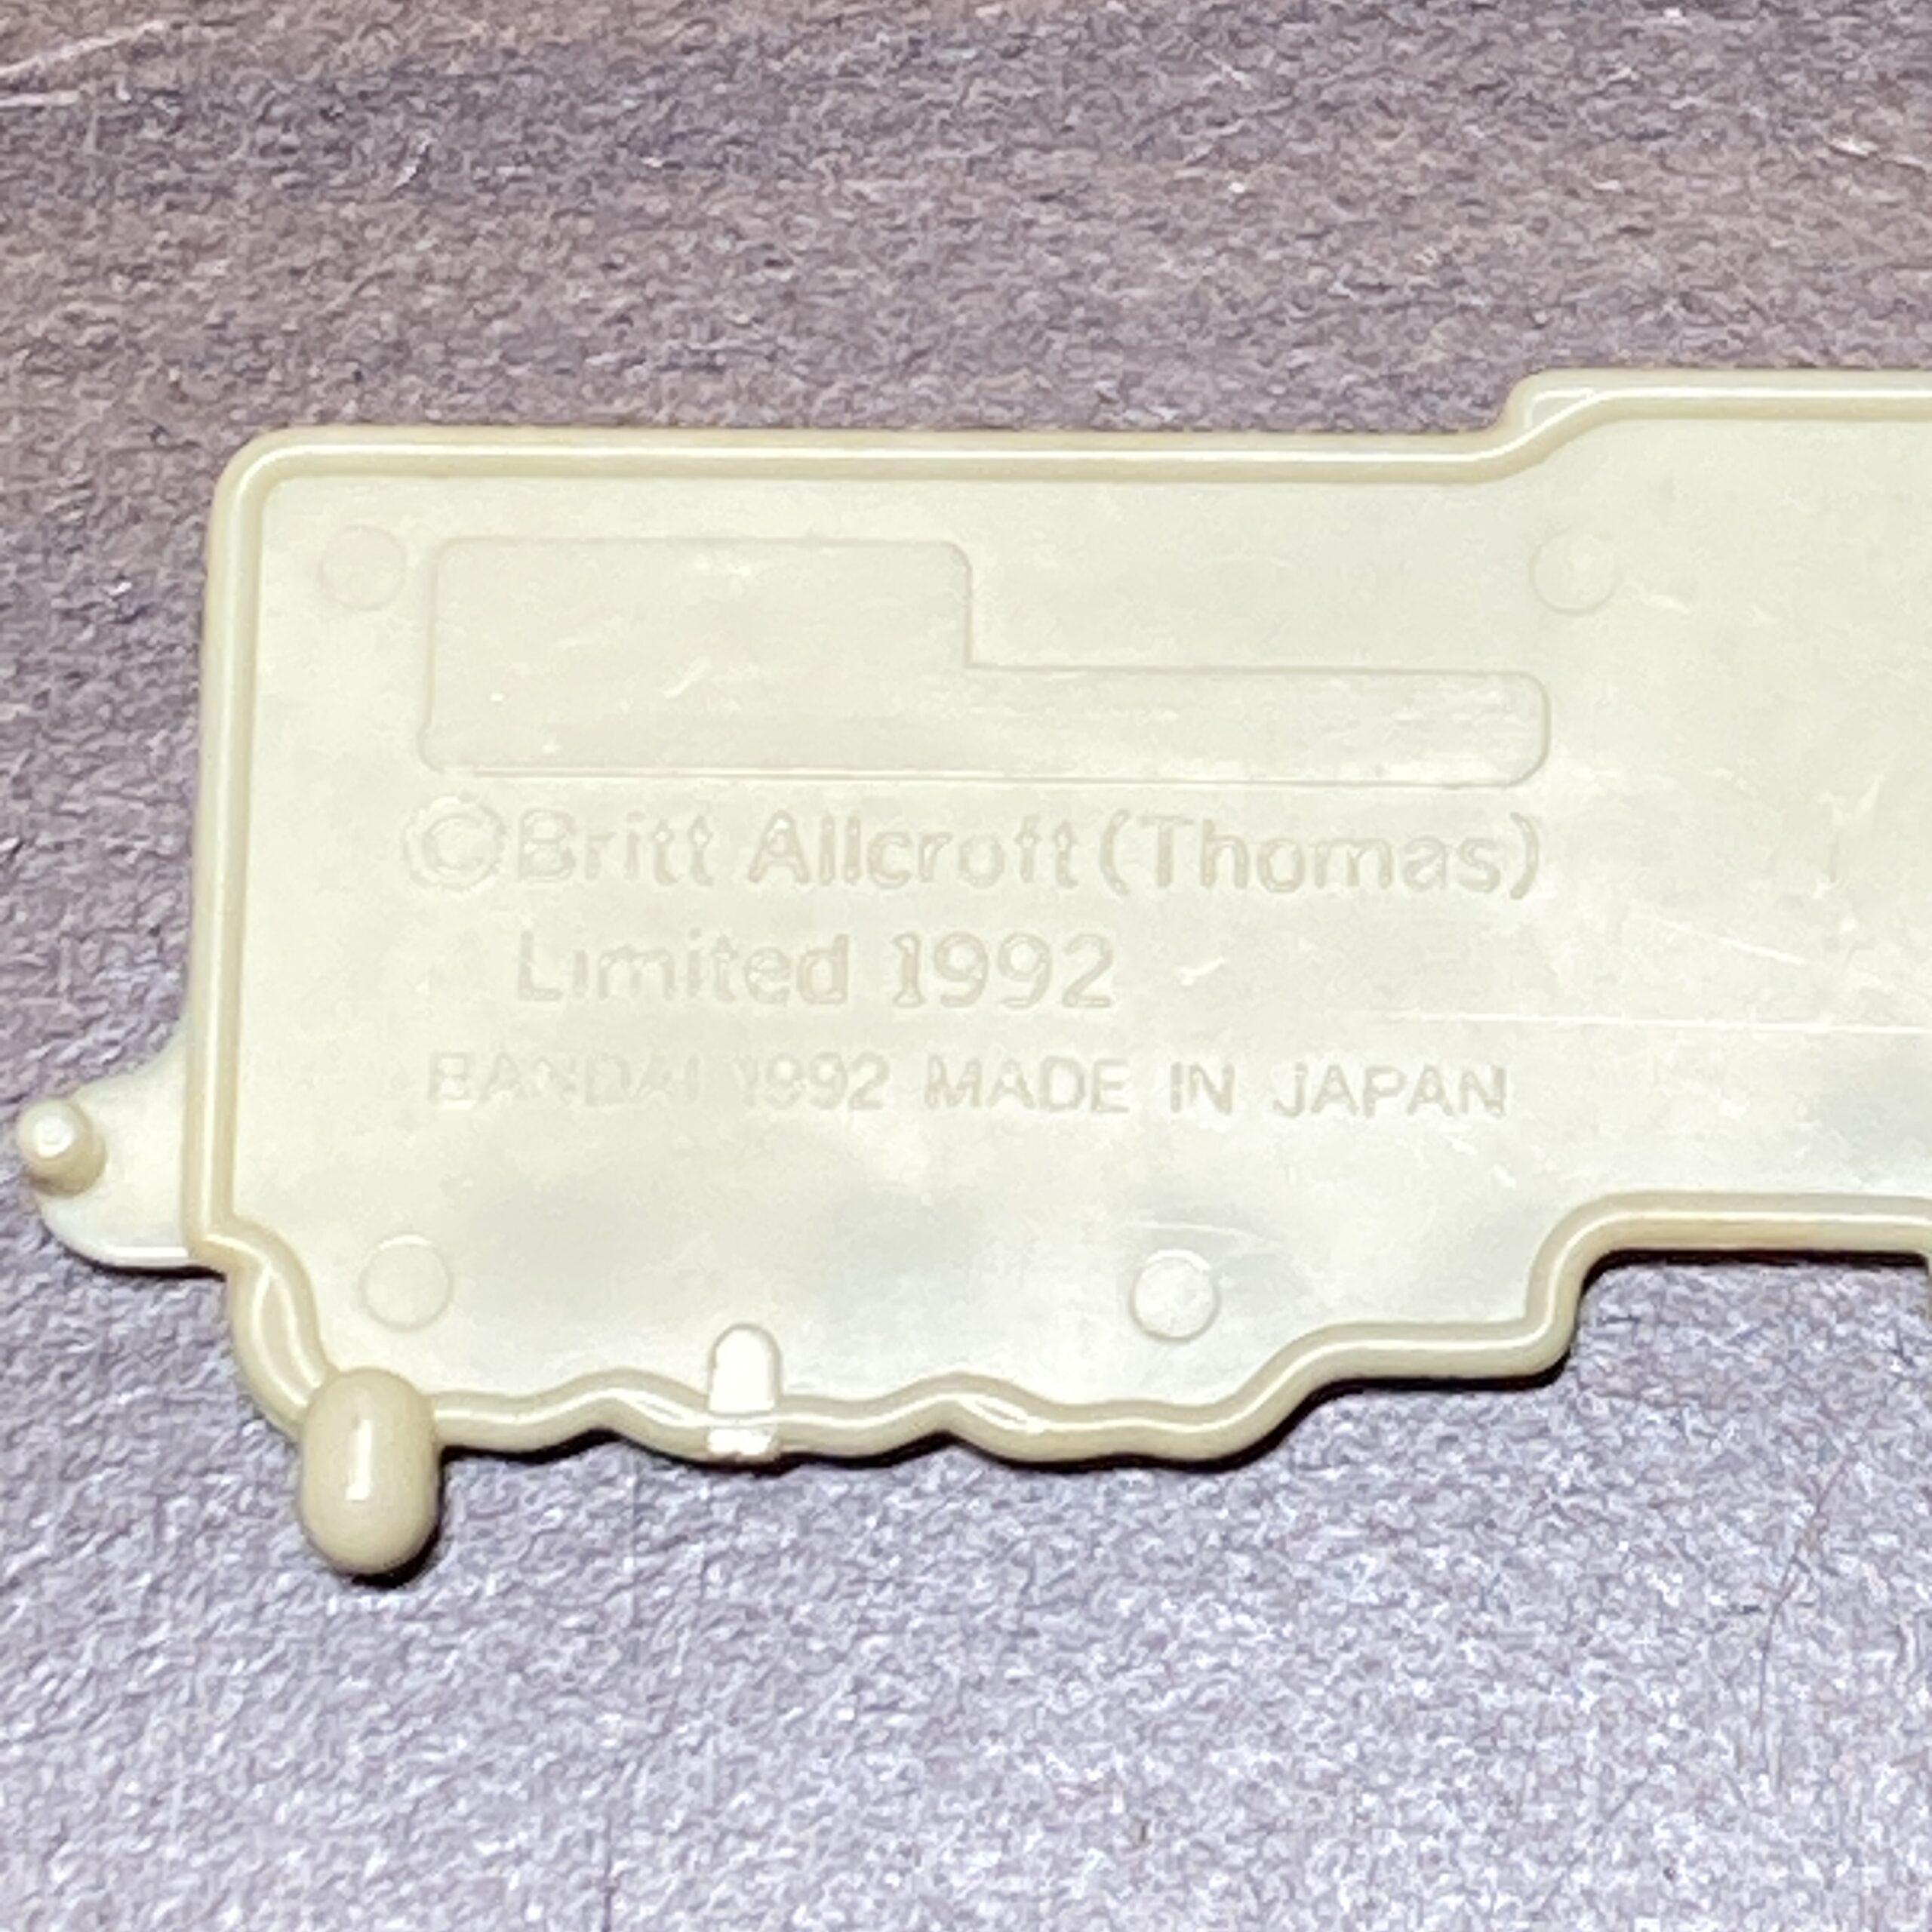 ©Britt Allcroft(Thomas)
Limited 1992
BANDAI 1992 MADE IN JAPAN